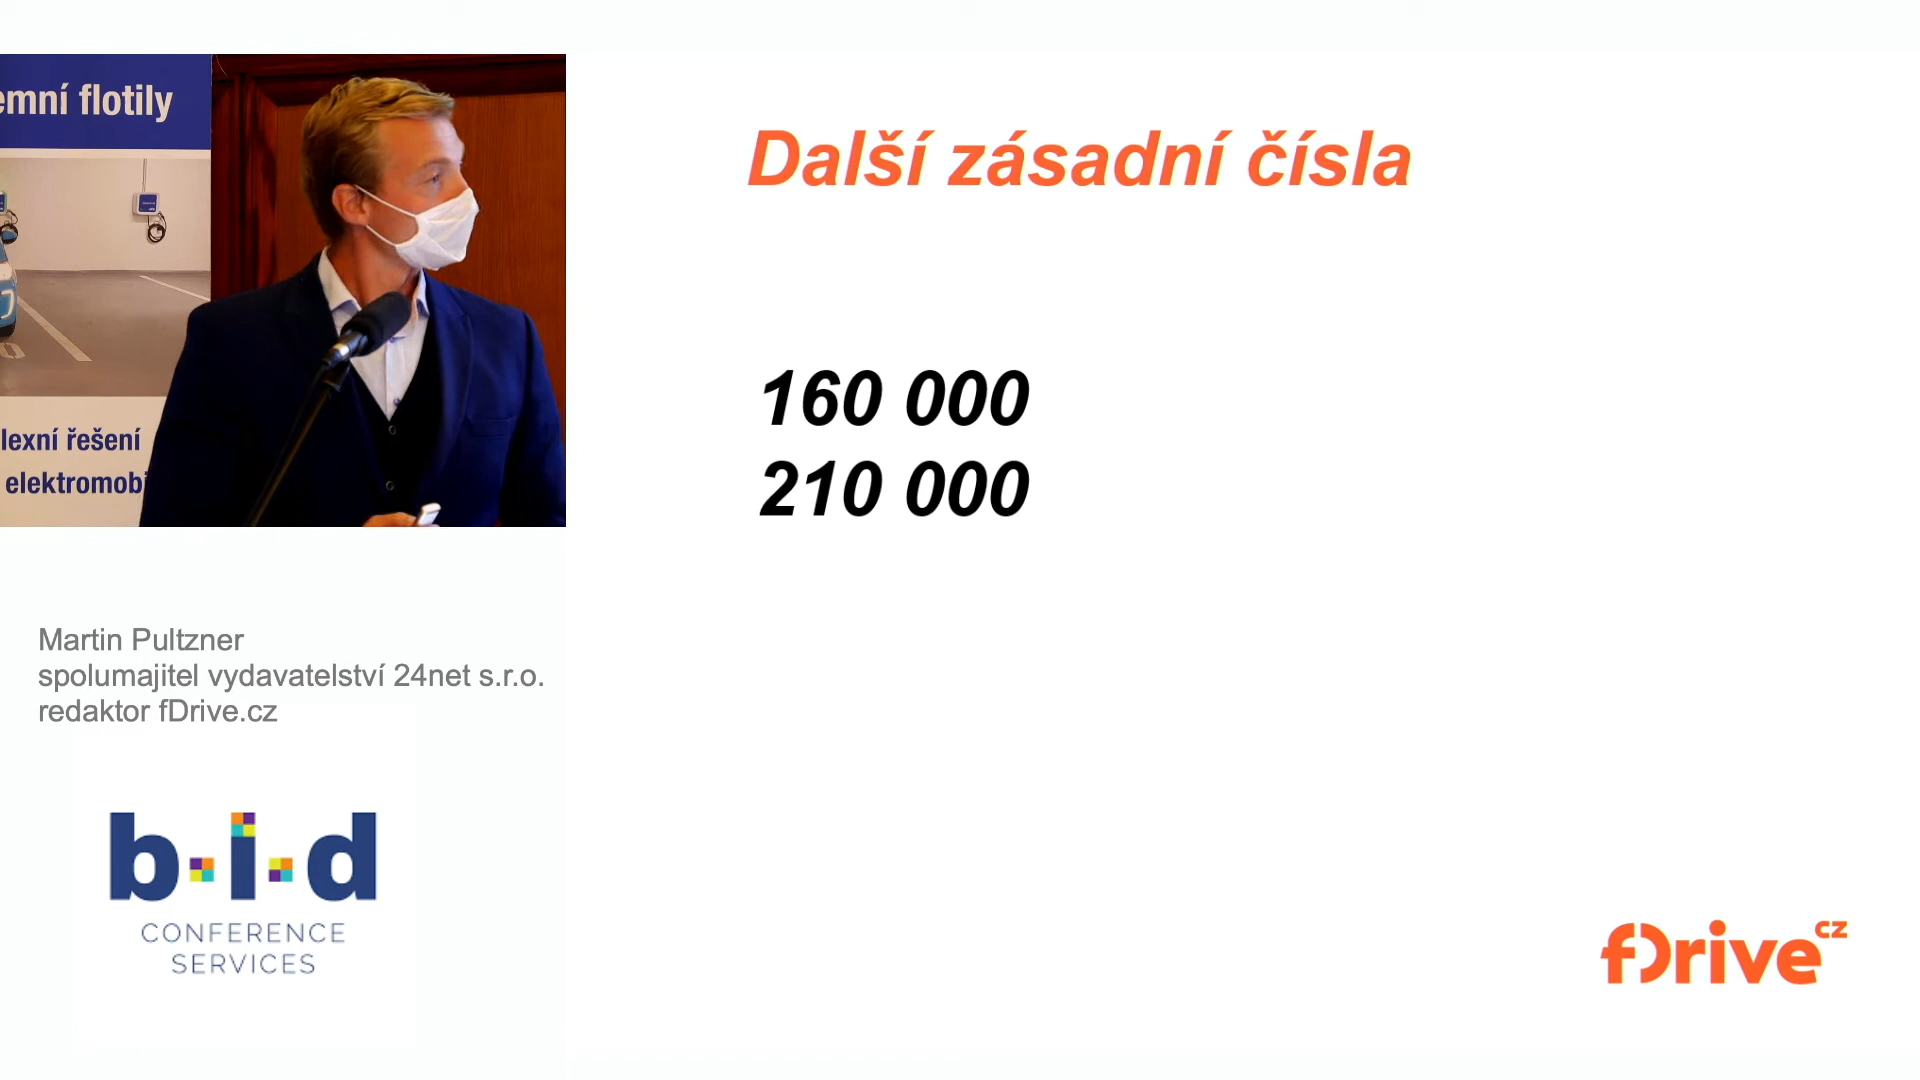 emní flotily
lexní řešení
elektromobi
Další zásadní čísla
160 000
210 000
Martin Pultzner
spolumajitel vydavatelství 24net s.r.o.
redaktor fDrive.cz
b·i·d
CONFERENCE
SERVICES
fDrive.cz